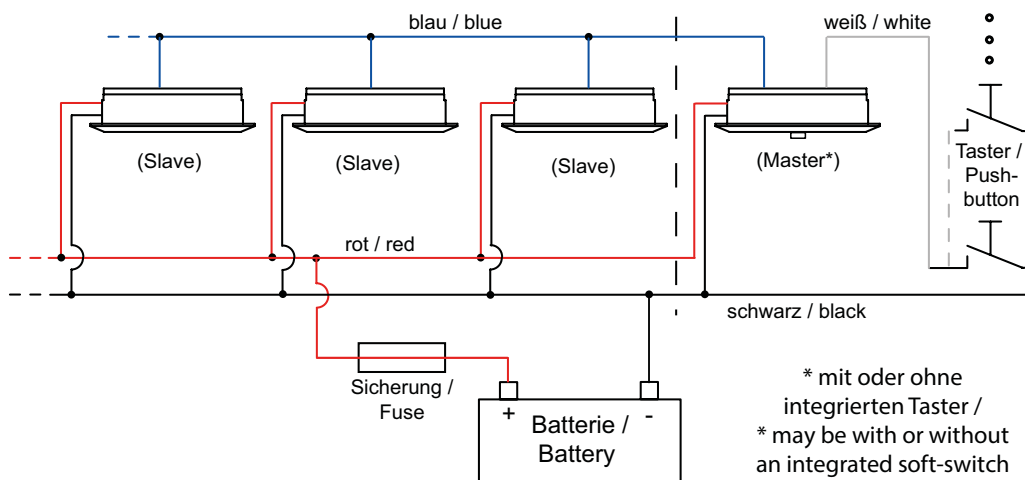 blau / blue
weiß / white
(Slave)
(Slave)
(Slave)
(Master*)
Taster /
Push-
button
rot / red
schwarz / black
Sicherung /
Fuse
+
-
Batterie /
Battery
* mit oder ohne
integrierten Taster /
* may be with or without
an integrated soft-switch